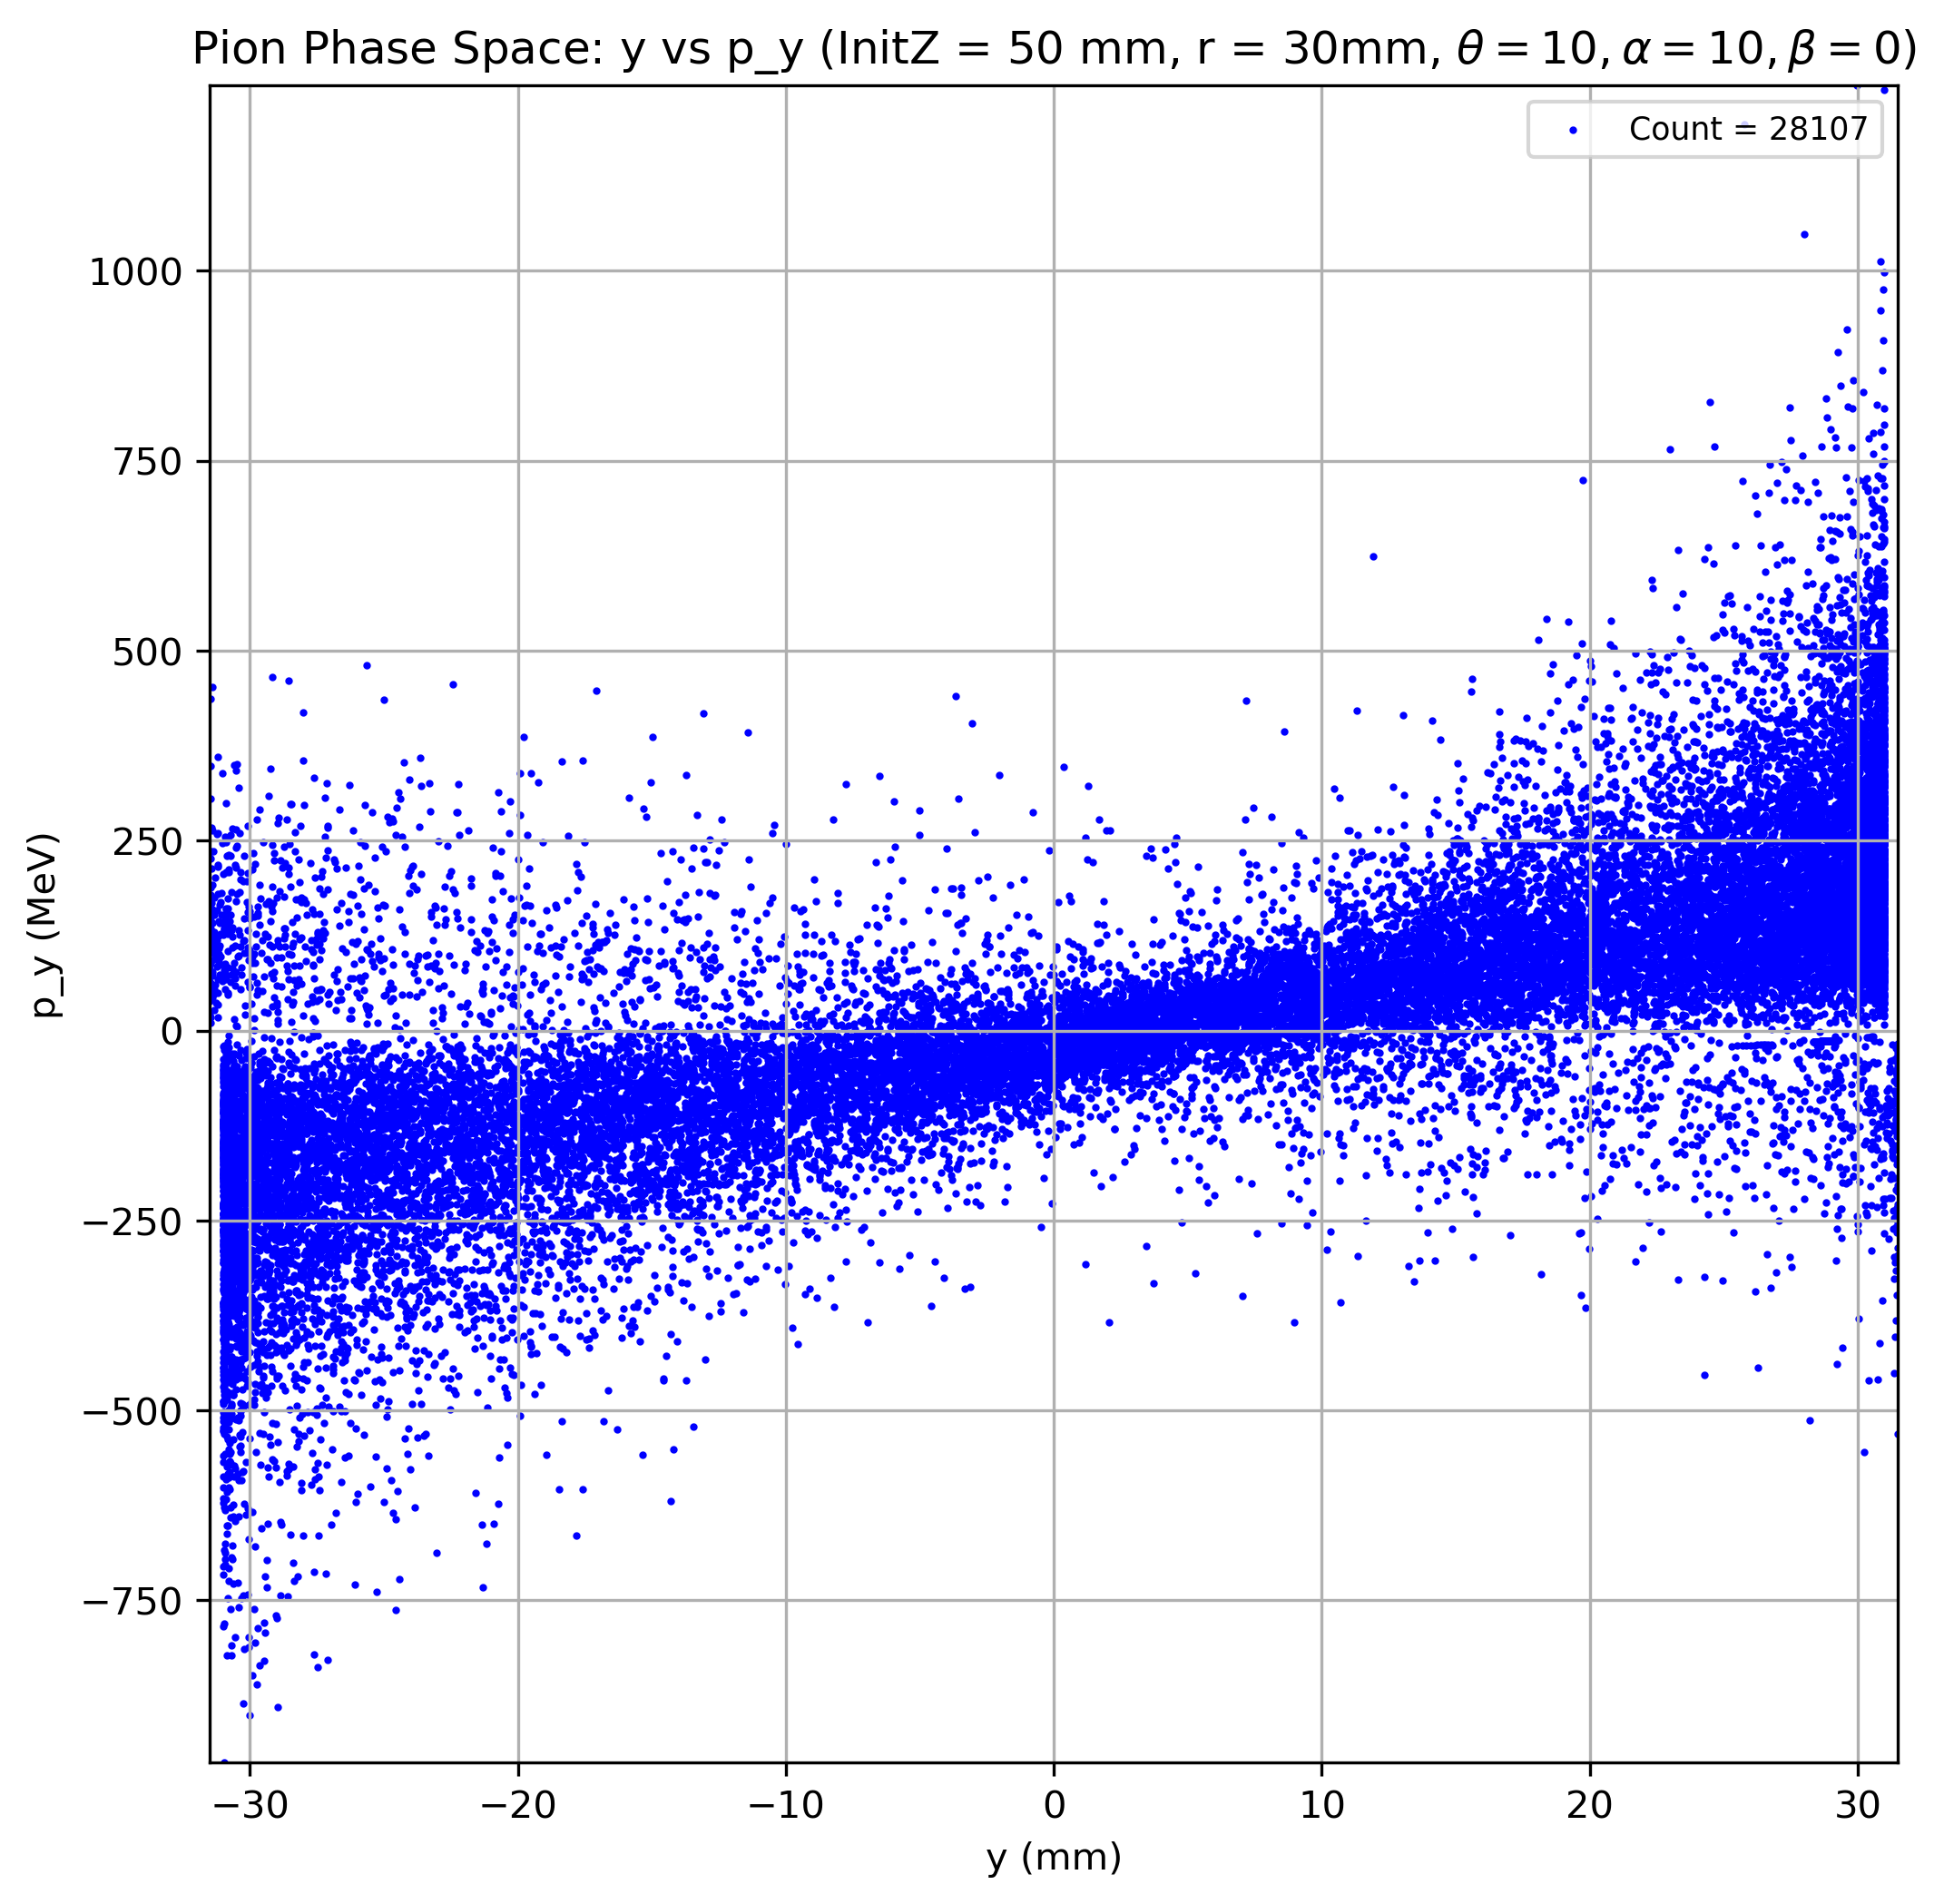 Pion Phase Space: y vs p_y (InitZ = 50 mm, r = 30mm, θ = 10, α = 10, β = 0)
Count = 28107
1000
750
500
250
0
−250
−500
−750
p_y (MeV)
−30 −20 −10 0 10 20 30
y (mm)